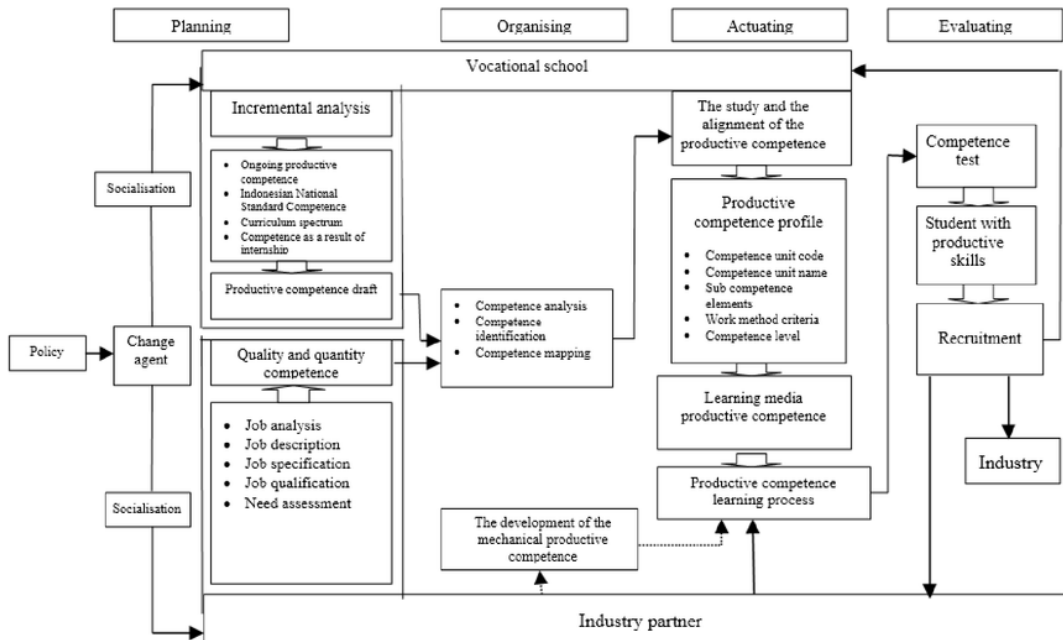 Planning
Organising
Actuating
Evaluating
Vocational school
Incremental analysis
• Ongoing productive
competence
• Indonesian National
Standard Competence
• Curriculum spectrum
• Competence as a result of
internship
Productive competence draft
Socialisation
Policy
Change
agent
Socialisation
Quality and quantity
competence
• Job analysis
• Job description
• Job specification
• Job qualification
• Need assessment
• Competence analysis
• Competence
identification
• Competence mapping
The development of the
mechanical productive
competence
The study and the
alignment of the
productive competence
Productive
competence profile
• Competence unit code
• Competence unit name
• Sub competence
elements
• Work method criteria
• Competence level
Learning media
productive competence
Productive competence
learning process
Competence
test
Student with
productive
skills
Recruitment
Industry
Industry partner